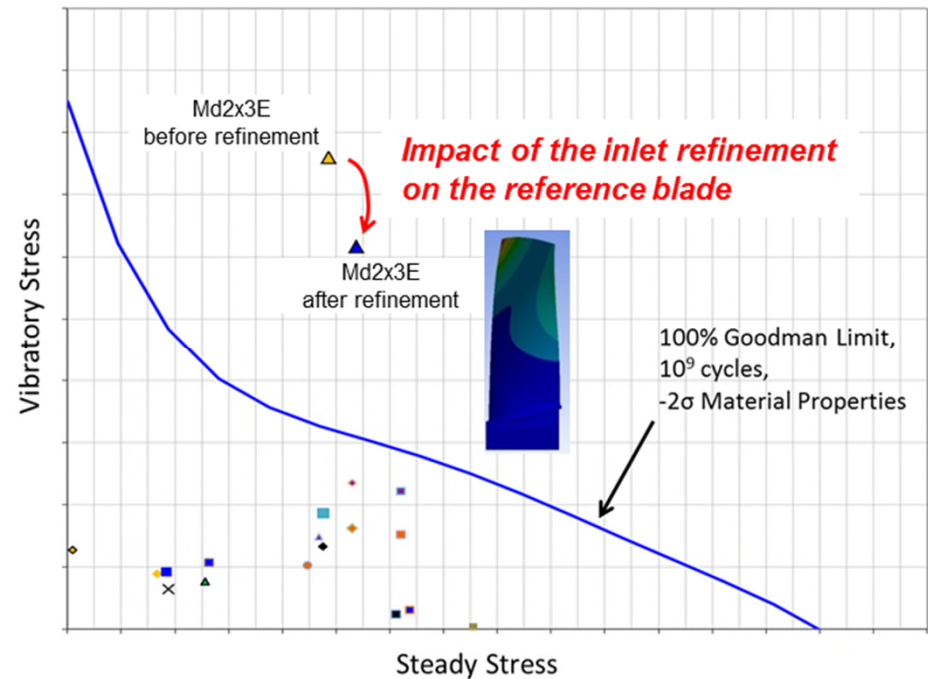 Md2x3E
before refinement
Impact of the inlet refinement
on the reference blade
Md2x3E
after refinement
100% Goodman Limit,
10⁹ cycles,
-2σ Material Properties
Vibratory Stress
Steady Stress